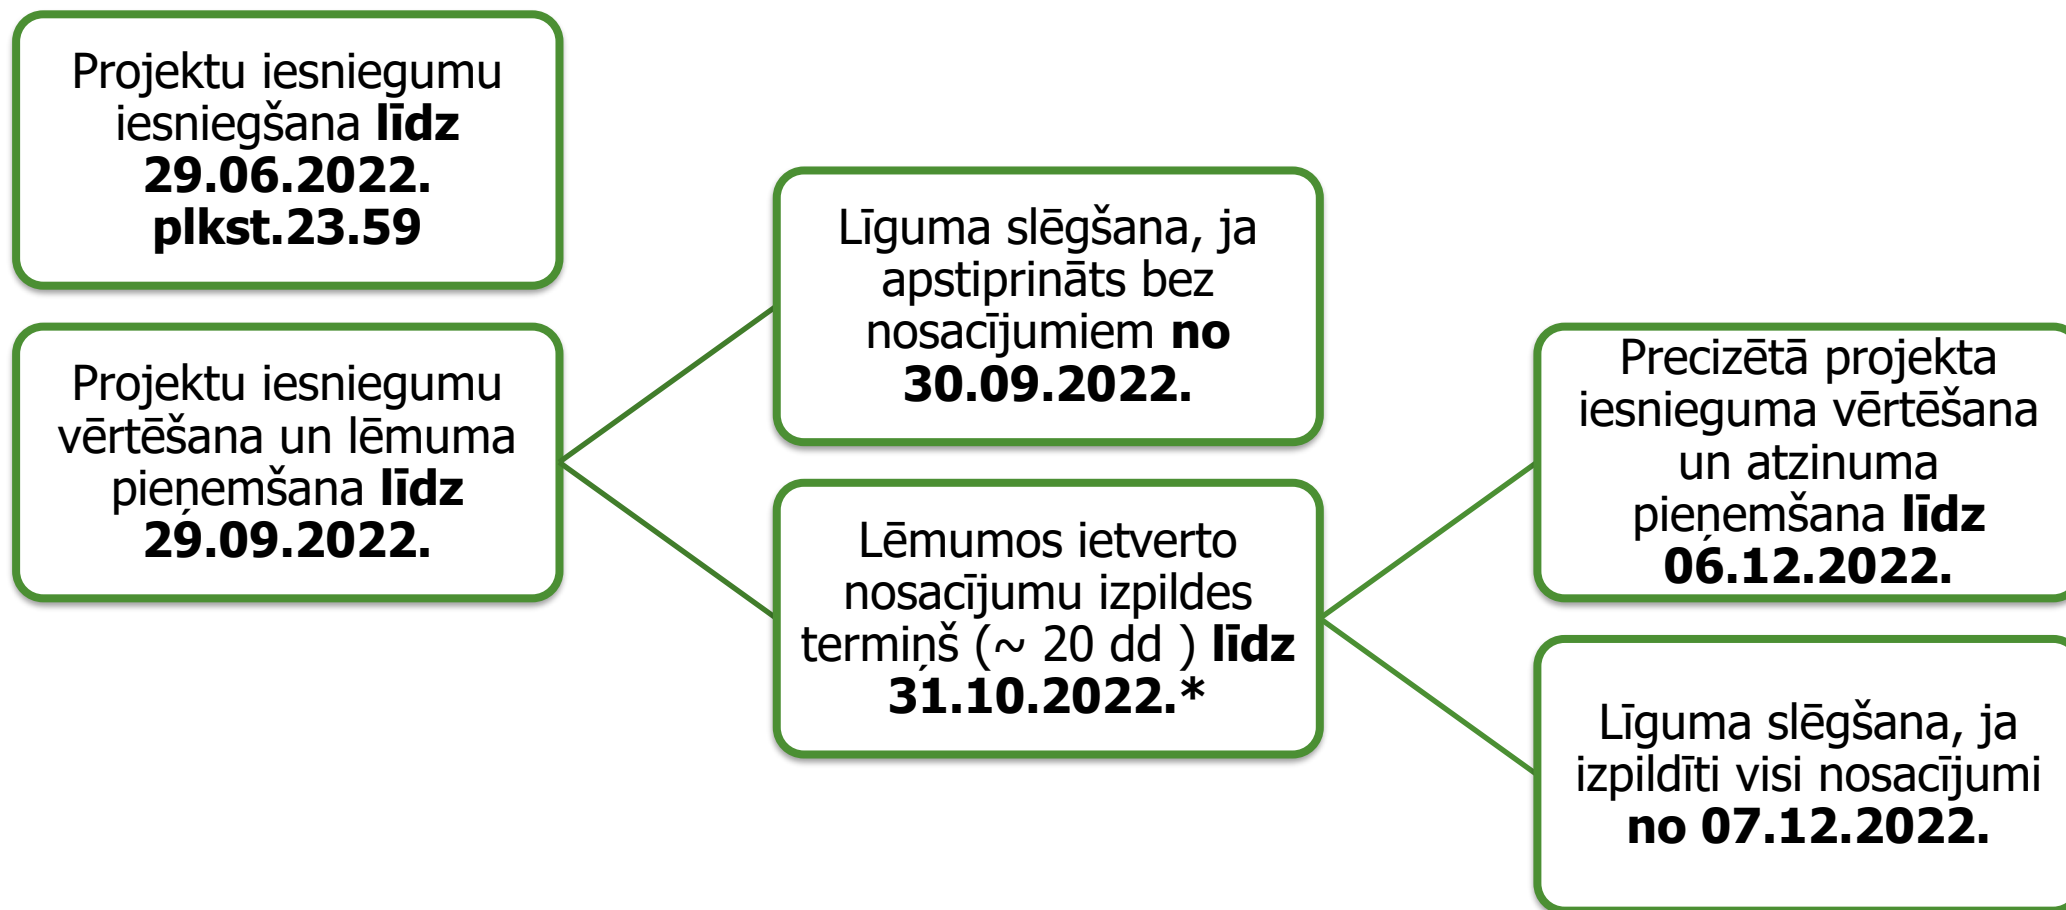 Projektu iesniegumu
iesniegšana līdz
29.06.2022.
plkst.23.59
Projektu iesniegumu
vērtēšana un lēmuma
pieņemšana līdz
29.09.2022.
Līguma slēgšana, ja
apstiprināts bez
nosacījumiem no
30.09.2022.
Lēmumos ietverto
nosacījumu izpildes
termiņš (~ 20 dd ) līdz
31.10.2022.*
Precizētā projekta
iesnieguma vērtēšana
un atzinuma
pieņemšana līdz
06.12.2022.
Līguma slēgšana, ja
izpildīti visi nosacījumi
no 07.12.2022.